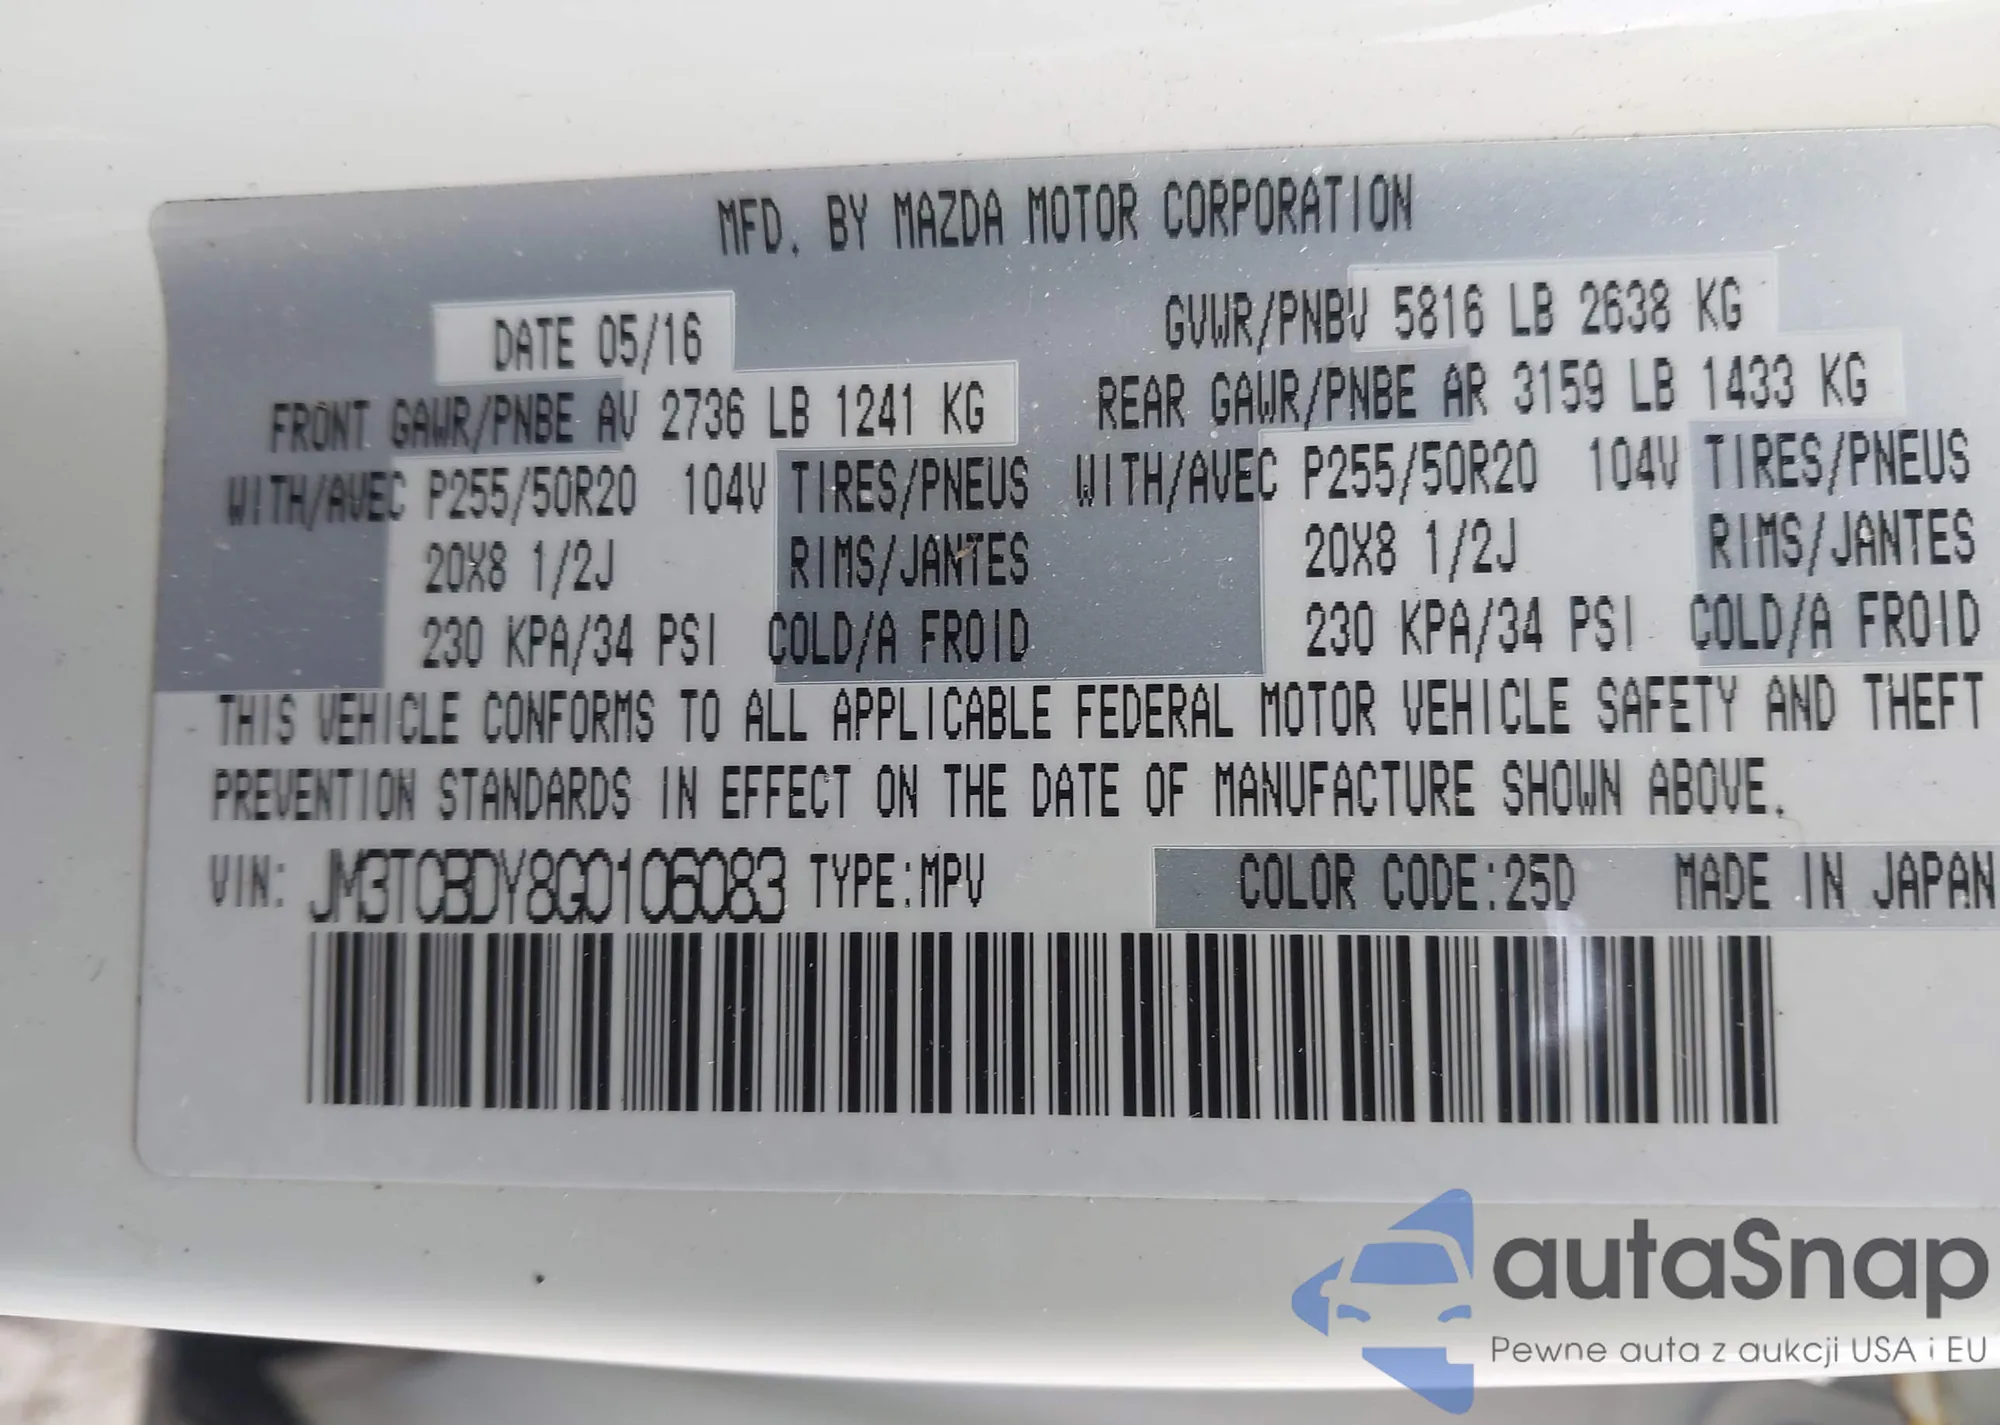 MFD. BY MAZDA MOTOR CORPORATION
DATE 05/16 GVWR/PNBV 5816 LB 2638 KG
FRONT GAWR/PNBE AV 2736 LB 1241 KG REAR GAWR/PNBE AR 3159 LB 1433 KG
WITH/AVEC P255/50R20 104V TIRES/PNEUS WITH/AVEC P255/50R20 104V TIRES/PNEUS
20X8 1/2J RIMS/JANTES 20X8 1/2J RIMS/JANTES
230 KPA/34 PSI COLD/A FROID 230 KPA/34 PSI COLD/A FROID
THIS VEHICLE CONFORMS TO ALL APPLICABLE FEDERAL MOTOR VEHICLE SAFETY AND THEFT
PREVENTION STANDARDS IN EFFECT ON THE DATE OF MANUFACTURE SHOWN ABOVE.
VIN: JM3TCBDY8G0106083 TYPE:MPV COLOR CODE:25D MADE IN JAPAN
autaSnap
Pewne auta z aukcji USA i EU